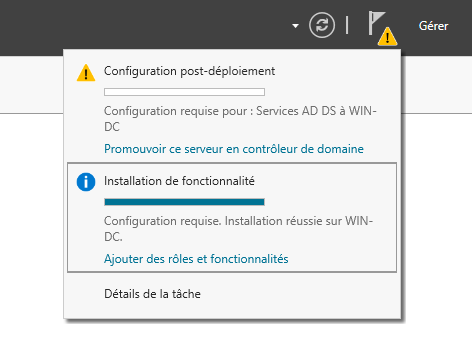 Gérer
Configuration post-déploiement
Configuration requise pour : Services AD DS à WIN-
DC
Promouvoir ce serveur en contrôleur de domaine
Installation de fonctionnalité
Configuration requise. Installation réussie sur WIN-
DC.
Ajouter des rôles et fonctionnalités
Détails de la tâche